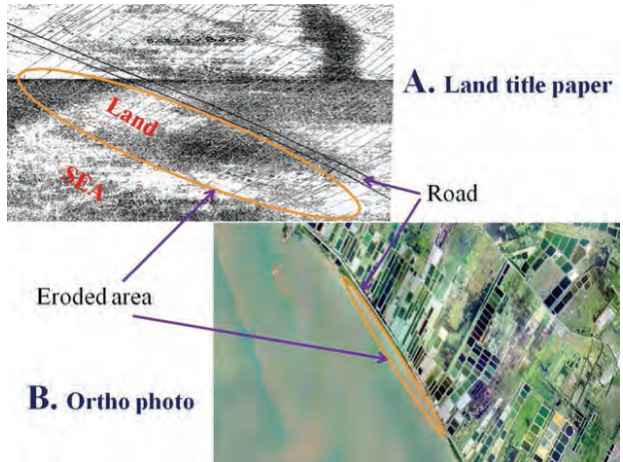 A. Land title paper
Land
SEA
Road
Eroded area
B. Ortho photo